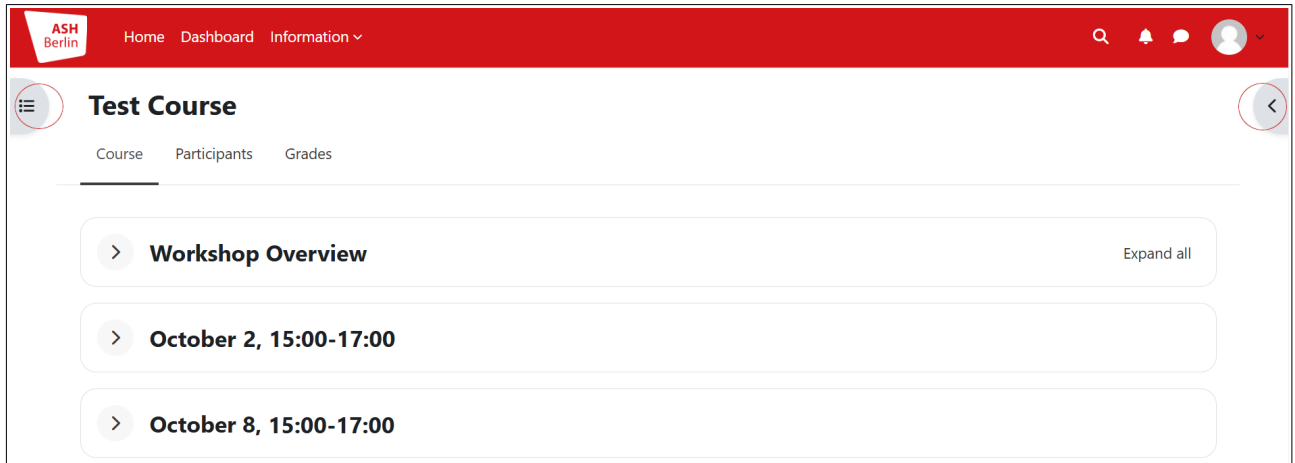 ASH
Berlin
Home Dashboard Information
Test Course
Course Participants Grades
Workshop Overview Expand all
October 2, 15:00-17:00
October 8, 15:00-17:00